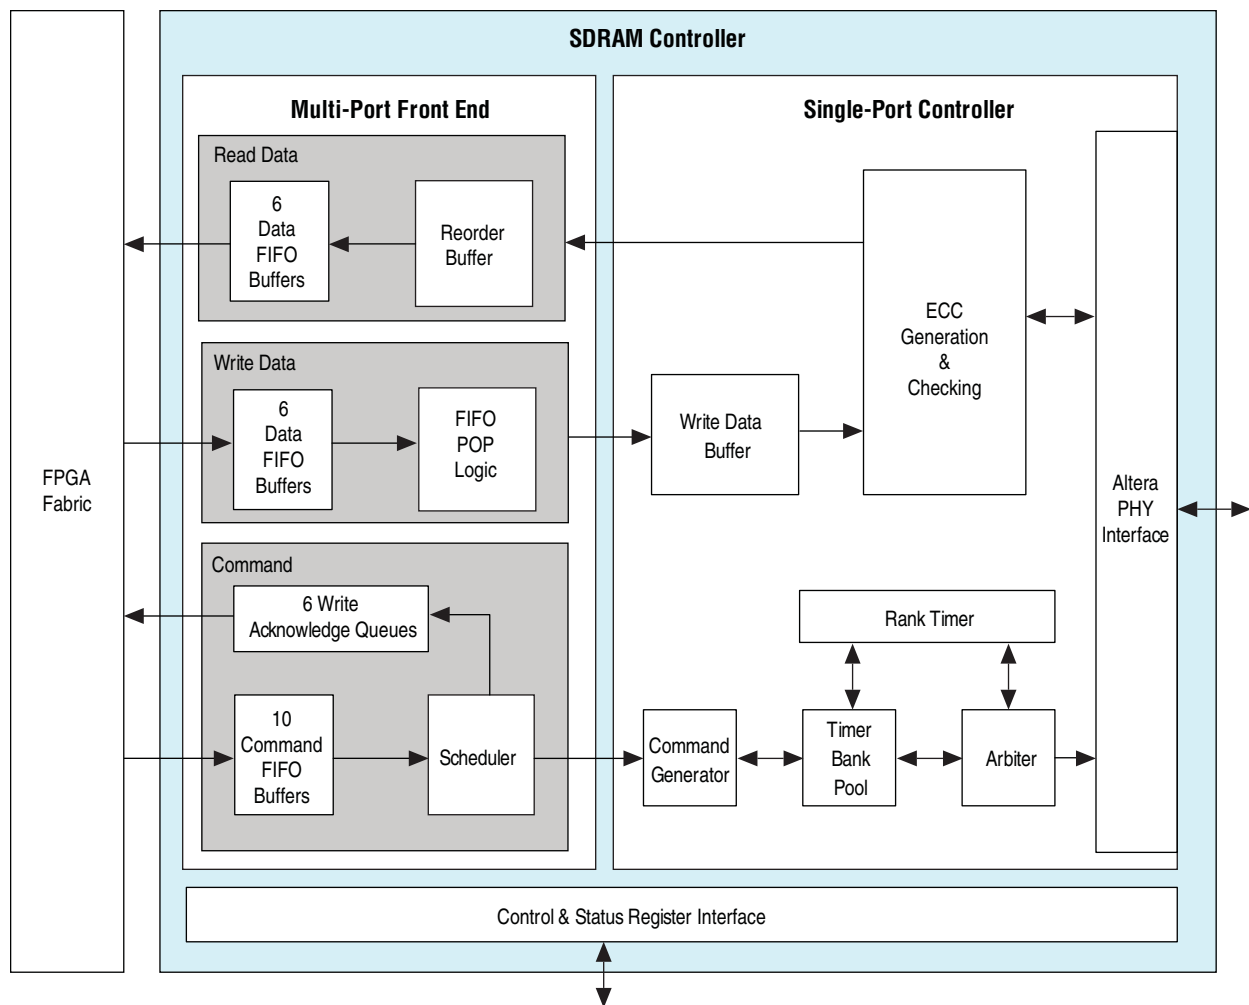 SDRAM Controller
Multi-Port Front End
Single-Port Controller
Read Data
6
Data
FIFO
Buffers
Reorder
Buffer
ECC
Generation
&
Checking
Write Data
6
Data
FIFO
Buffers
FIFO
POP
Logic
Write Data
Buffer
FPGA
Fabric
Altera
PHY
Interface
Command
6 Write
Acknowledge Queues
Rank Timer
10
Command
FIFO
Buffers
Scheduler
Command
Generator
Timer
Bank
Pool
Arbiter
Control & Status Register Interface